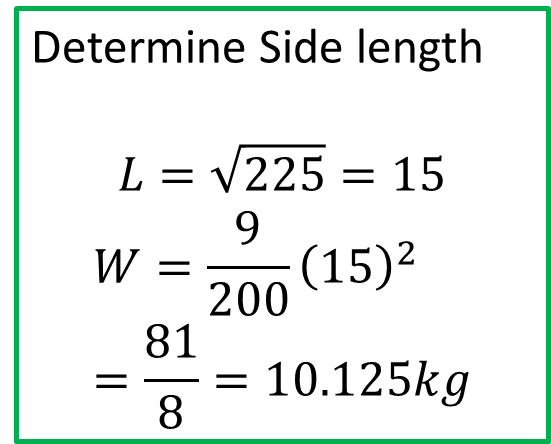 Determine Side length
L = √225 = 15
W = 9/200 (15)²
= 81/8 = 10.125kg